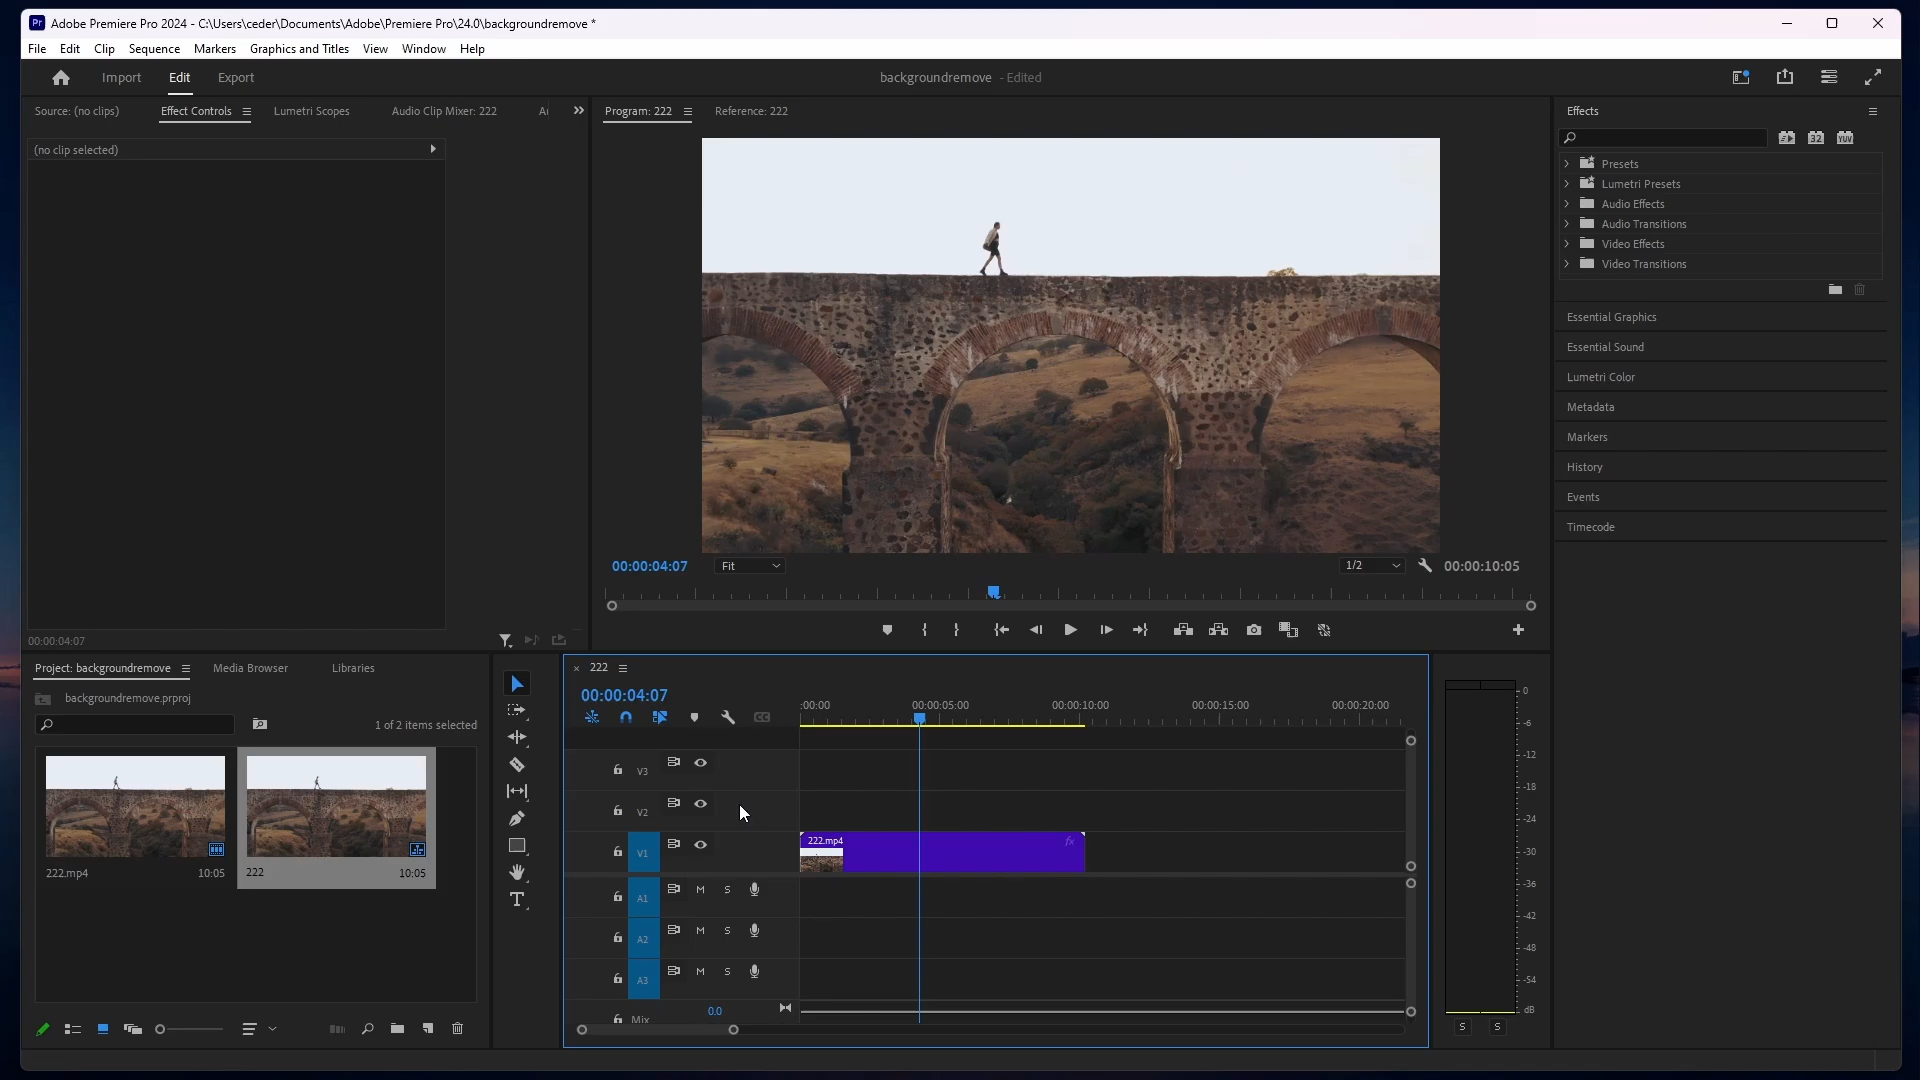 Pr Adobe Premiere Pro 2024 - C:\Users\ceder\Documents\Adobe\Premiere Pro\24.0\backgroundremove *
File Edit Clip Sequence Markers Graphics and Titles View Window Help
Import Edit Export backgroundremove - Edited
Source: (no clips) Effect Controls Lumetri Scopes Audio Clip Mixer: 222
Program: 222 Reference: 222
Effects
(no clip selected)
32 YUV
Presets
Lumetri Presets
Audio Effects
Audio Transitions
Video Effects
Video Transitions
Essential Graphics
Essential Sound
Lumetri Color
Metadata
Markers
History
Events
Timecode
00:00:04:07 Fit 1/2 00:00:10:05
00:00:04:07
Project: backgroundremove Media Browser Libraries
backgroundremove.prproj
1 of 2 items selected
222.mp4 10:05
222 10:05
× 222
00:00:04:07
:00:00 00:00:05:00 00:00:10:00 00:00:15:00 00:00:20:00
CC
V3
V2
V1 222.mp4 fx
A1 M S
A2 M S
A3 M S
Mix 0.0
T
0
-6
-12
-18
-24
-30
-36
-42
-48
-54
dB
S S